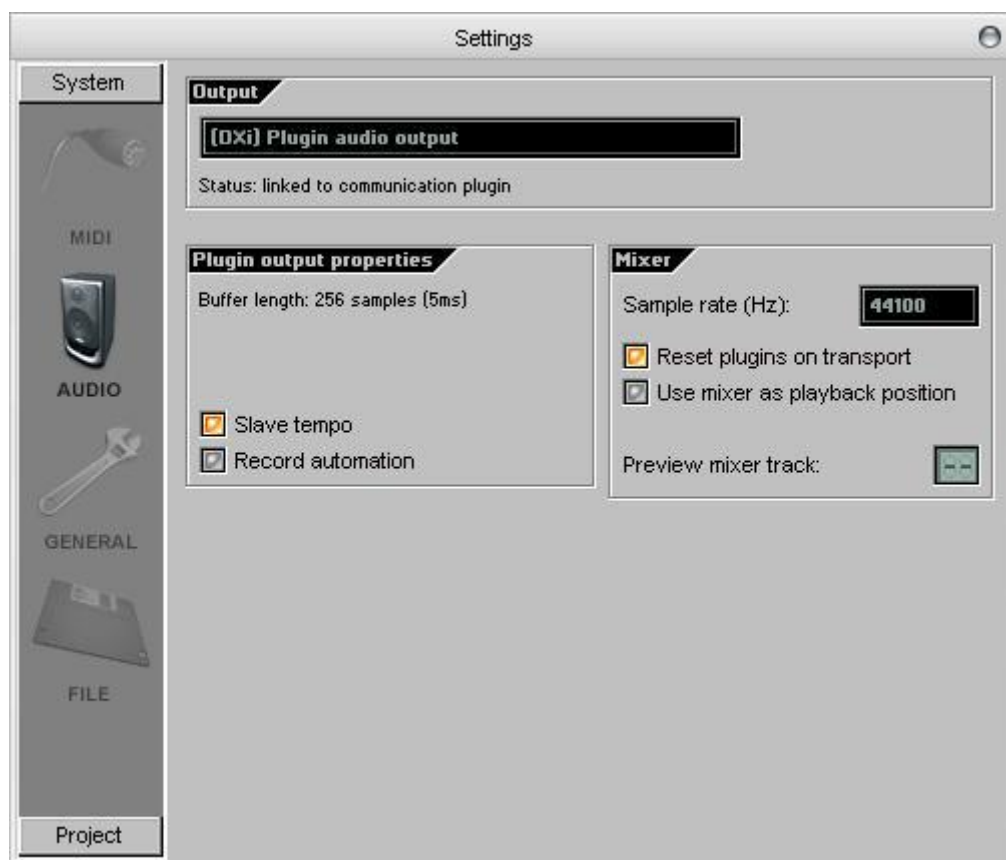 Settings
System
MIDI
AUDIO
GENERAL
FILE
Project
Output
(DXi) Plugin audio output
Status: linked to communication plugin
Plugin output properties
Buffer length: 256 samples (5ms)
Slave tempo
Record automation
Mixer
Sample rate (Hz): 44100
Reset plugins on transport
Use mixer as playback position
Preview mixer track: --